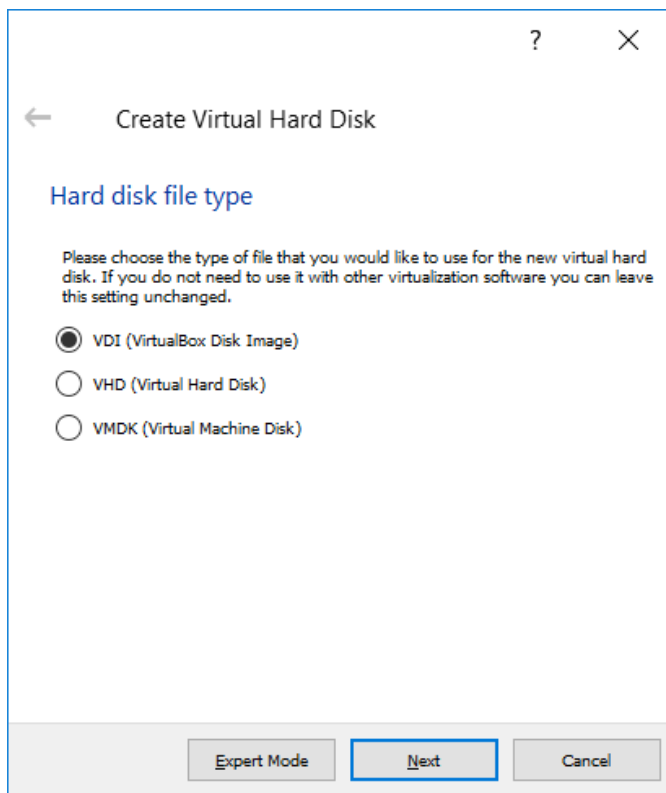 ?
Create Virtual Hard Disk
Hard disk file type
Please choose the type of file that you would like to use for the new virtual hard
disk. If you do not need to use it with other virtualization software you can leave
this setting unchanged.
VDI (VirtualBox Disk Image)
VHD (Virtual Hard Disk)
VMDK (Virtual Machine Disk)
Expert Mode Next Cancel